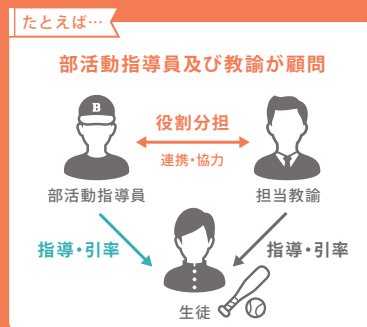 たとえば…
部活動指導員及び教諭が顧問
B
役割分担
連携・協力
部活動指導員
担当教諭
指導・引率
指導・引率
生徒